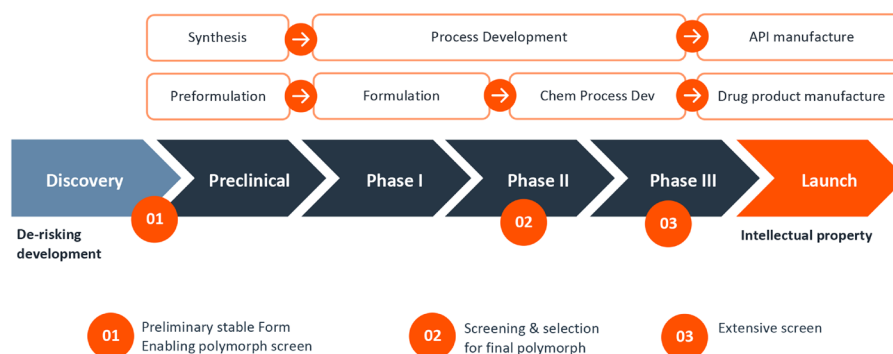 Synthesis
Process Development
API manufacture
Preformulation
Formulation
Chem Process Dev
Drug product manufacture
Discovery
Preclinical
Phase I
Phase II
Phase III
Launch
01
02
03
De-risking
development
Intellectual property
01
Preliminary stable Form
Enabling polymorph screen
02
Screening & selection
for final polymorph
03
Extensive screen